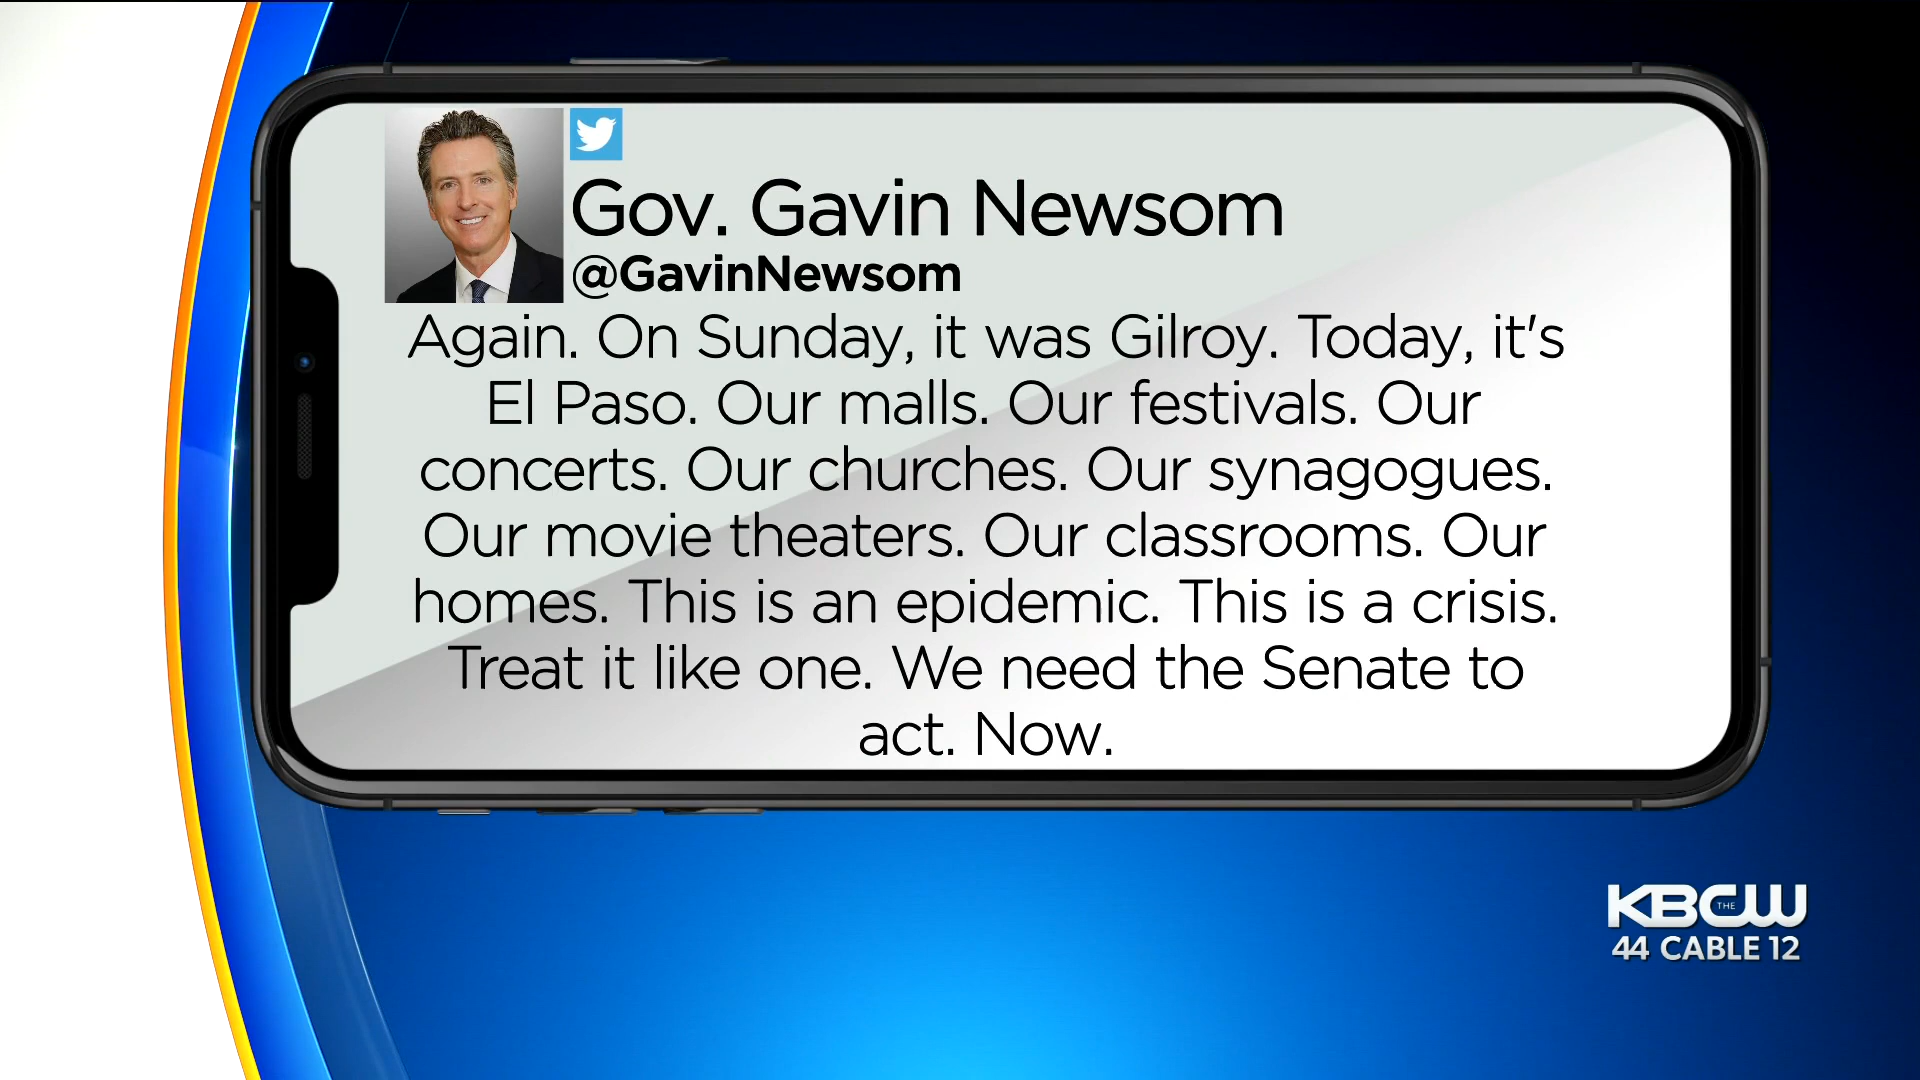 Gov. Gavin Newsom
@GavinNewsom
Again. On Sunday, it was Gilroy. Today, it's
El Paso. Our malls. Our festivals. Our
concerts. Our churches. Our synagogues.
Our movie theaters. Our classrooms. Our
homes. This is an epidemic. This is a crisis.
Treat it like one. We need the Senate to
act. Now.
KBCW
THE
44 CABLE 12